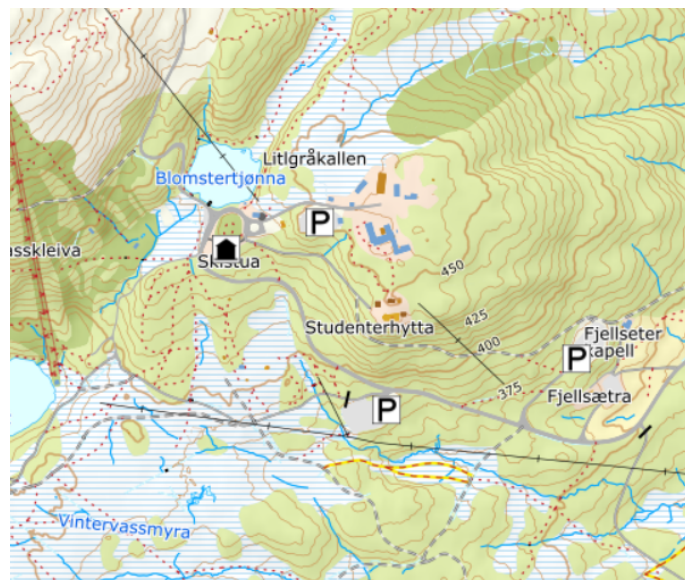 Litlgråkallen
Blomstertjønna
P
asskleiva
Skistua
450
Studenterhytta
425
400
Fjellseter
kapell
P
375
Fjellsætra
P
Vintervassmyra